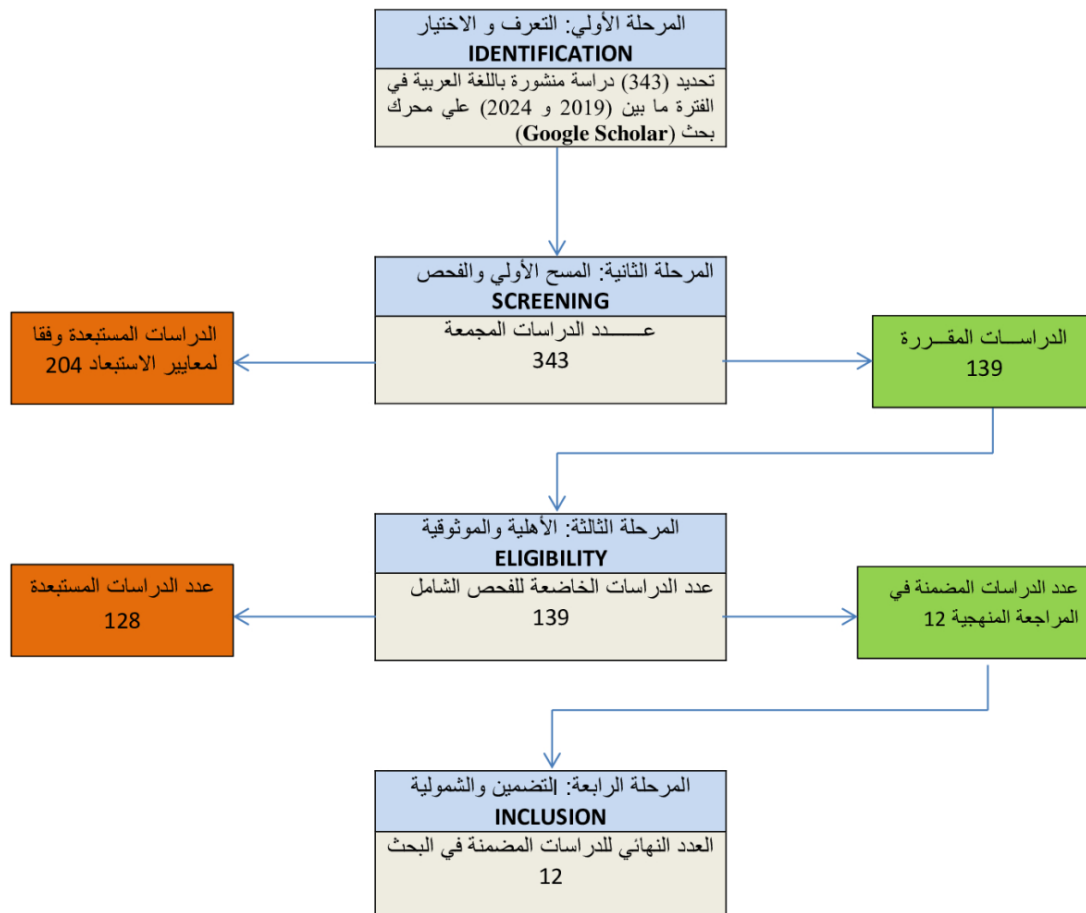 المرحلة الأولي: التعرف و الاختيار
IDENTIFICATION
تحديد (343) دراسة منشورة باللغة العربية في
الفترة ما بين (2019 و 2024) علي محرك
بحث (Google Scholar)
المرحلة الثانية: المسح الأولي والفحص
SCREENING
عـــــدد الدراسات المجمعة
343
الدراســـات المقــررة
139
الدراسات المستبعدة وفقا
لمعايير الاستبعاد 204
المرحلة الثالثة: الأهلية والموثوقية
ELIGIBILITY
عدد الدراسات الخاضعة للفحص الشامل
139
عدد الدراسات المضمنة في
المراجعة المنهجية 12
عدد الدراسات المستبعدة
128
المرحلة الرابعة: التضمين والشمولية
INCLUSION
العدد النهائي للدراسات المضمنة في البحث
12